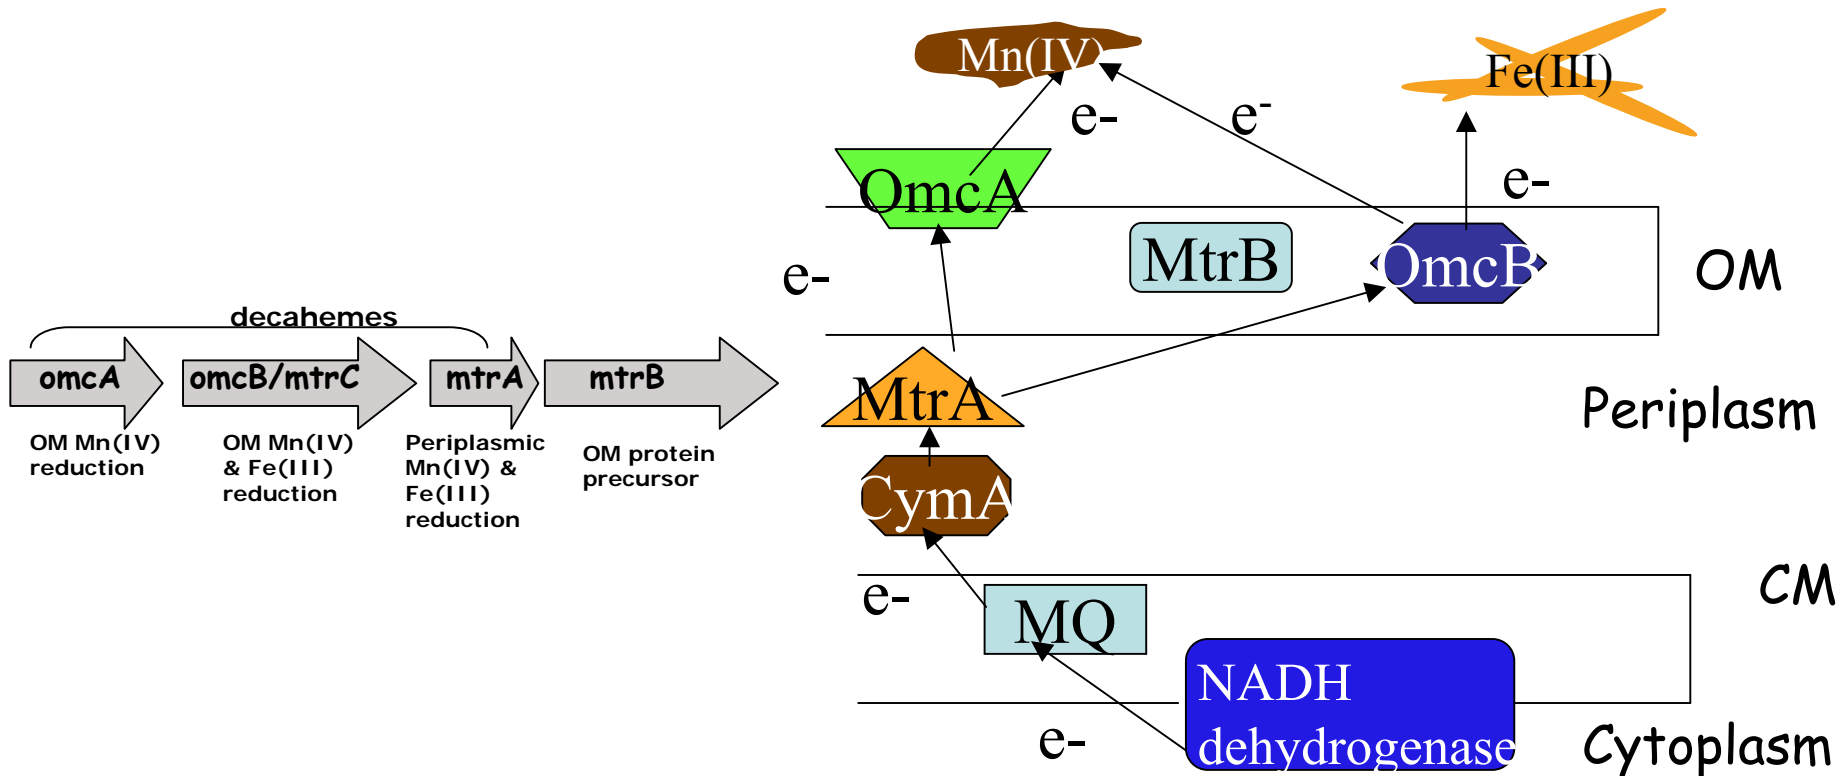 decahemes
omcA
omcB/mtrC
mtrA
mtrB
OM Mn(IV)
reduction
OM Mn(IV)
& Fe(III)
reduction
Periplasmic
Mn(IV) &
Fe(III)
reduction
OM protein
precursor
Mn(IV)
Fe(III)
e-
e-
e-
OmcA
MtrB
OmcB
OM
e-
MtrA
Periplasm
CymA
CM
e-
MQ
NADH
dehydrogenase
e-
Cytoplasm